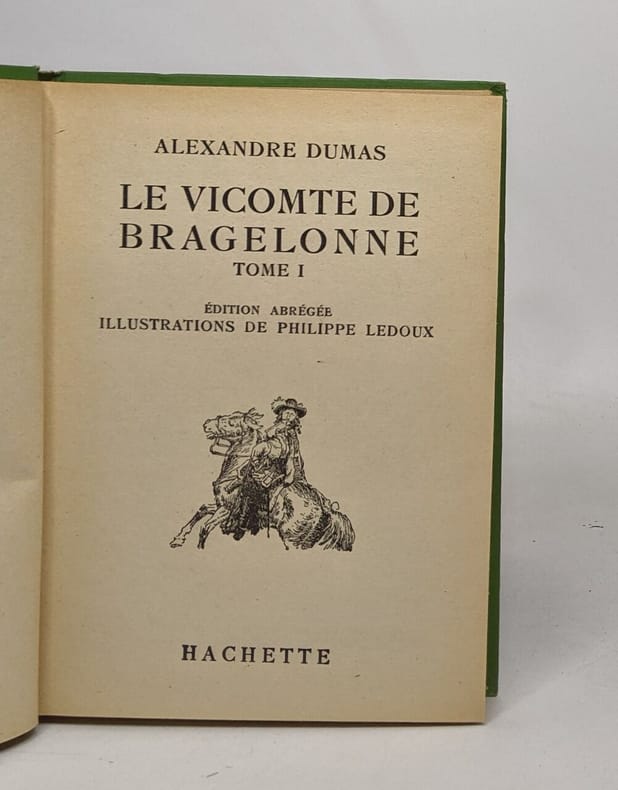 ALEXANDRE DUMAS
LE VICOMTE DE
BRAGELONNE
TOME I
ÉDITION ABRÉGÉE
ILLUSTRATIONS DE PHILIPPE LEDOUX
HACHETTE